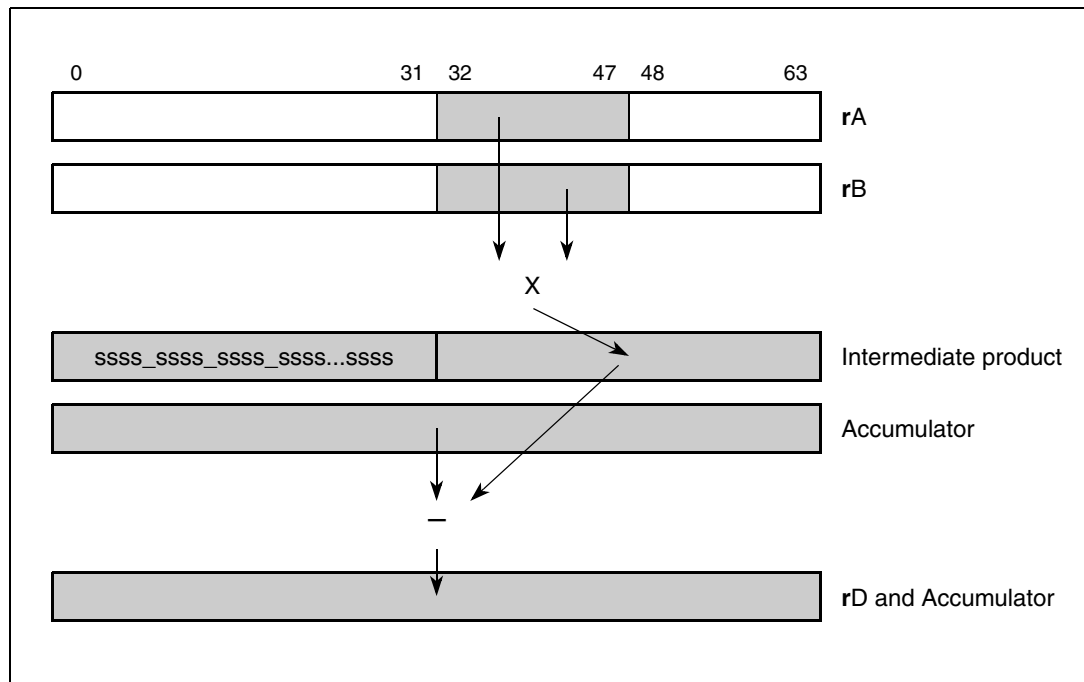 0 31 32 47 48 63
rA
rB
X
ssss_ssss_ssss_ssss...ssss Intermediate product
Accumulator
–
rD and Accumulator